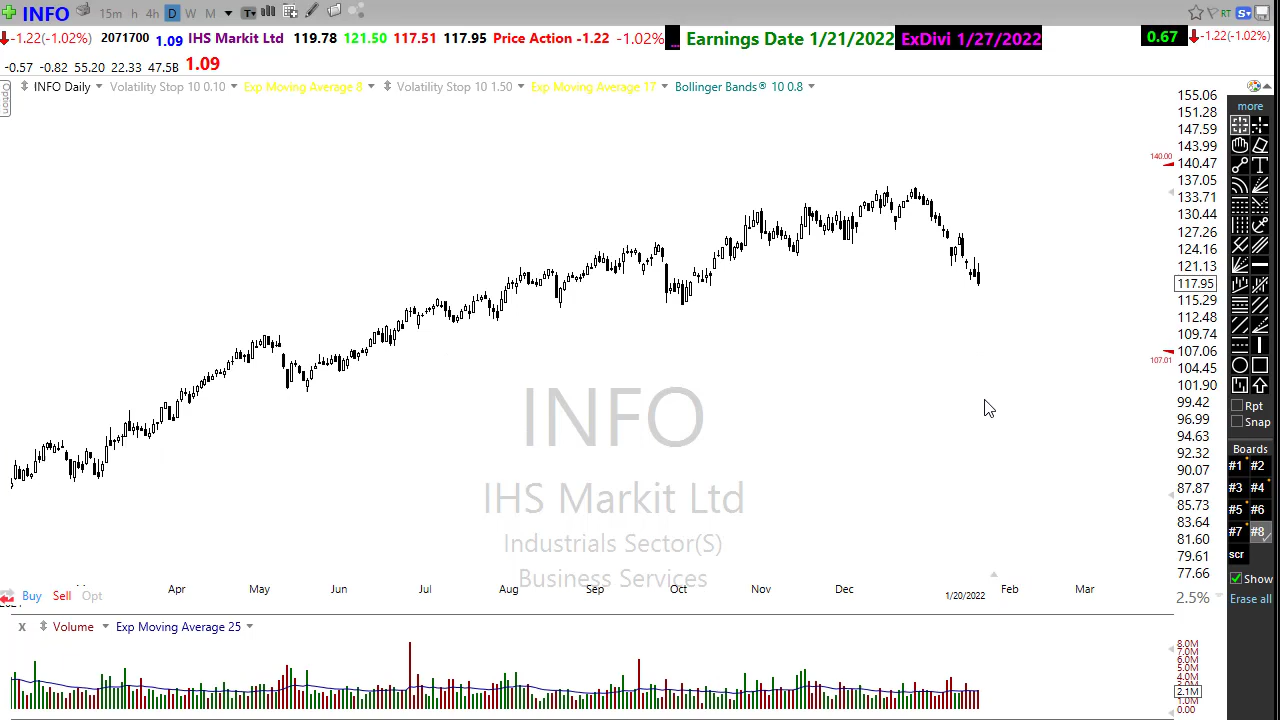 INFO 15m h 4h D W M T RT S
-1.22(-1.02%) 2071700 1.09 IHS Markit Ltd 119.78 121.50 117.51 117.95 Price Action -1.22 -1.02% ... Earnings Date 1/21/2022 ExDivi 1/27/2022 0.67 -1.22(-1.02%)
-0.57 -0.82 55.20 22.33 47.5B 1.09
Option
INFO Daily Volatility Stop 10 0.10 Exp Moving Average 8 Volatility Stop 10 1.50 Exp Moving Average 17 Bollinger Bands® 10 0.8
155.06
151.28
147.59
143.99
140.00
140.47
137.05
133.71
130.44
127.26
124.16
121.13
117.95
115.29
112.48
109.74
107.06
107.01
104.45
101.90
99.42
96.99
94.63
92.32
90.07
87.87
85.73
83.64
81.60
79.61
77.66
2.5%
more
T
Rpt
Snap
Boards
#1 #2
#3 #4
#5 #6
#7 #8
scr
Show
Erase all
INFO
IHS Markit Ltd
Industrials Sector(S)
Business Services
Apr May Jun Jul Aug Sep Oct Nov Dec 1/20/2022 Feb Mar
Buy Sell Opt
X Volume Exp Moving Average 25
8.0M
7.0M
6.0M
5.0M
4.0M
2.1M
1.0M
0.00